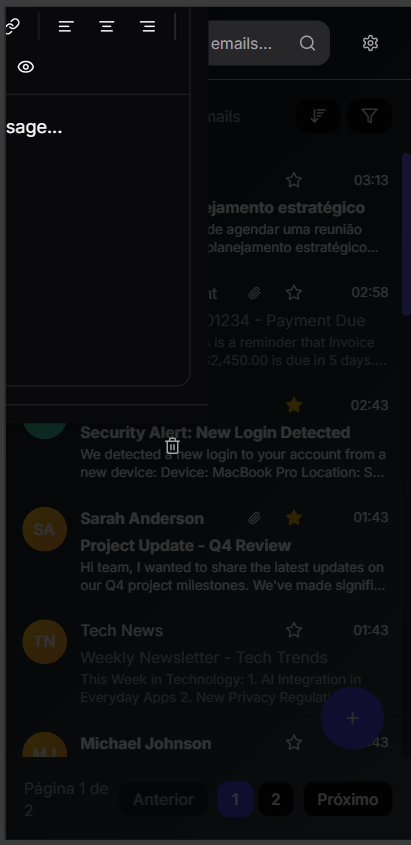 emails...
sage...
mails
03:13
ejamento estratégico
de agendar uma reunião
planejamento estratégico...
nt
02:58
01234 - Payment Due
s is a reminder that Invoice
$2,450.00 is due in 5 days....
02:43
Security Alert: New Login Detected
We detected a new login to your account from a
new device: Device: MacBook Pro Location: S...
SA
Sarah Anderson
01:43
Project Update - Q4 Review
Hi team, I wanted to share the latest updates on
our Q4 project milestones. We've made signifi...
TN
Tech News
01:43
Weekly Newsletter - Tech Trends
This Week in Technology: 1. AI Integration in
Everyday Apps 2. New Privacy Regulati
MJ
Michael Johnson
:43
Página 1 de
2
Anterior
1
2
Próximo